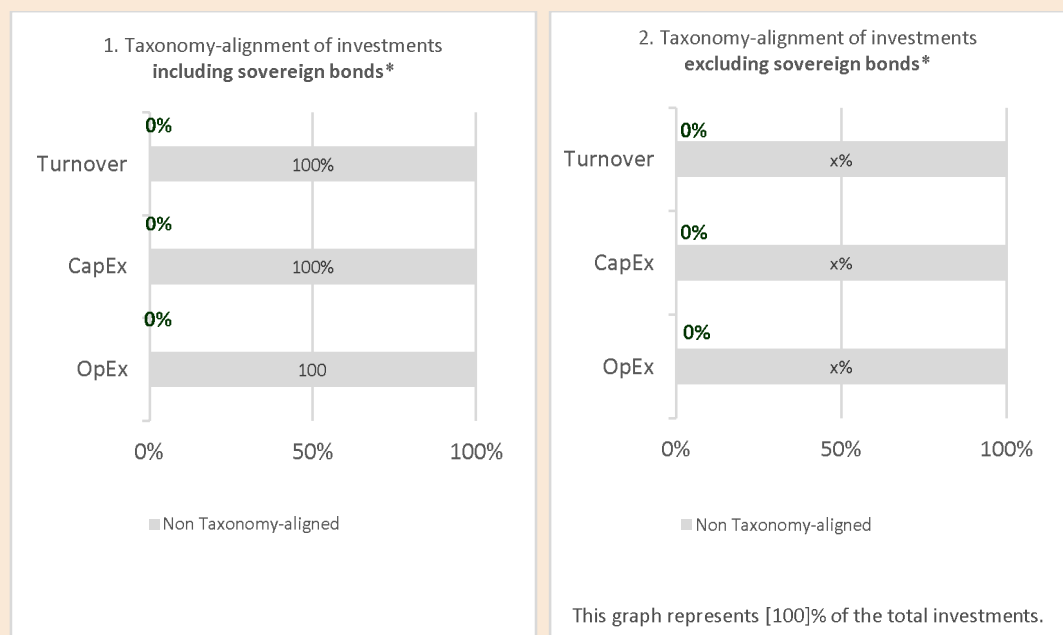 1. Taxonomy-alignment of investments
including sovereign bonds*
0%
Turnover
100%
0%
CapEx
100%
0%
OpEx
100
0%
50%
100%
Non Taxonomy-aligned
2. Taxonomy-alignment of investments
excluding sovereign bonds*
0%
Turnover
x%
0%
CapEx
x%
0%
OpEx
x%
0%
50%
100%
Non Taxonomy-aligned
This graph represents [100]% of the total investments.